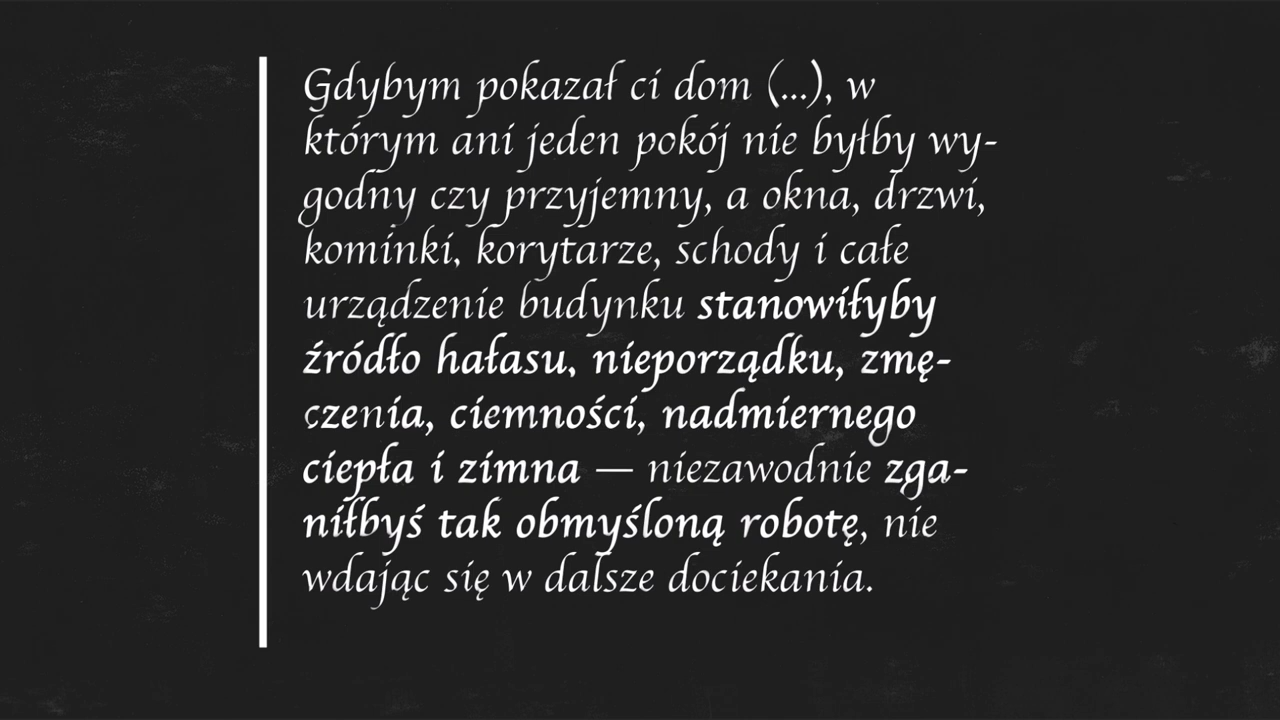 Gdybym pokazał ci dom (...), w
którym ani jeden pokój nie byłby wy-
godny czy przyjemny, a okna, drzwi,
kominki, korytarze, schody i całe
urządzenie budynku stanowiłyby
źródło hałasu, nieporządku, zmę-
czenia, ciemności, nadmiernego
ciepła i zimna — niezawodnie zga-
niłbyś tak obmyśloną robotę, nie
wdając się w dalsze dociekania.